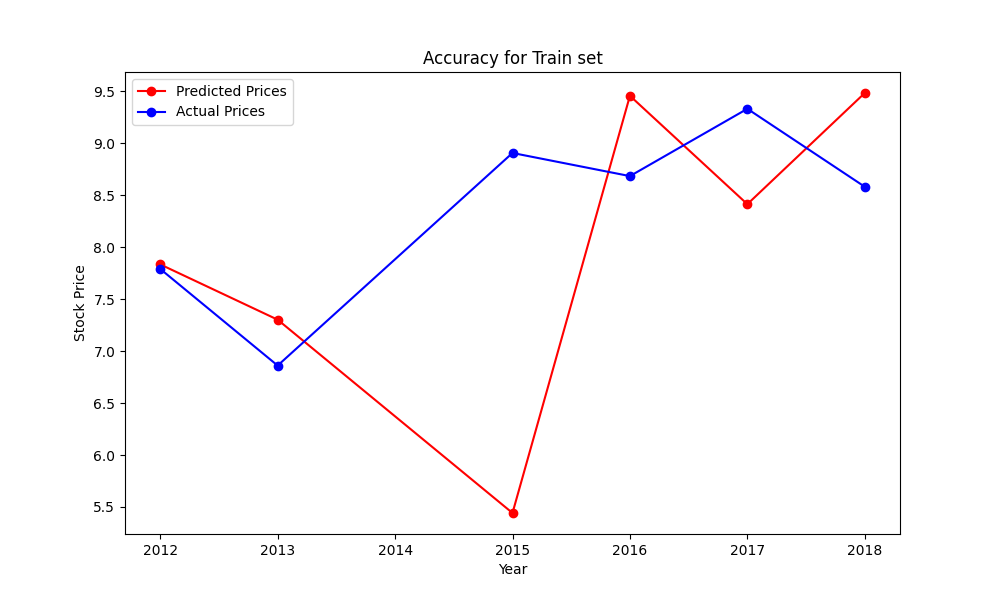 Accuracy for Train set
Predicted Prices
Actual Prices
9.5
9.0
8.5
8.0
7.5
7.0
6.5
6.0
5.5
Stock Price
2012 2013 2014 2015 2016 2017 2018
Year